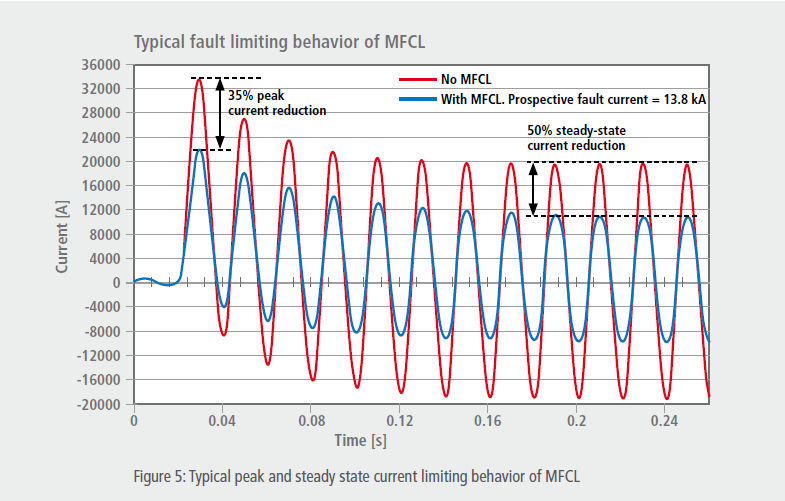 Typical fault limiting behavior of MFCL
36000
32000
28000
24000
20000
16000
12000
8000
4000
0
-4000
-8000
-12000
-16000
-20000
Current [A]
35% peak
current reduction
No MFCL
With MFCL. Prospective fault current = 13.8 kA
50% steady-state
current reduction
0
0.04
0.08
0.12
0.16
0.2
0.24
Time [s]
Figure 5: Typical peak and steady state current limiting behavior of MFCL